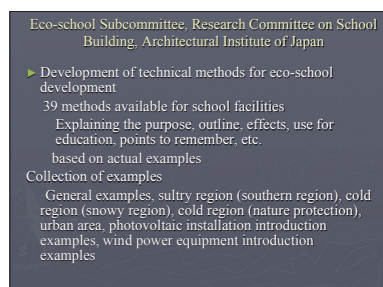 Eco-school Subcommittee, Research Committee on School
Building, Architectural Institute of Japan
► Development of technical methods for eco-school
development
39 methods available for school facilities
Explaining the purpose, outline, effects, use for
education, points to remember, etc.
based on actual examples
Collection of examples
General examples, sultry region (southern region), cold
region (snowy region), cold region (nature protection),
urban area, photovoltaic installation introduction
examples, wind power equipment introduction
examples